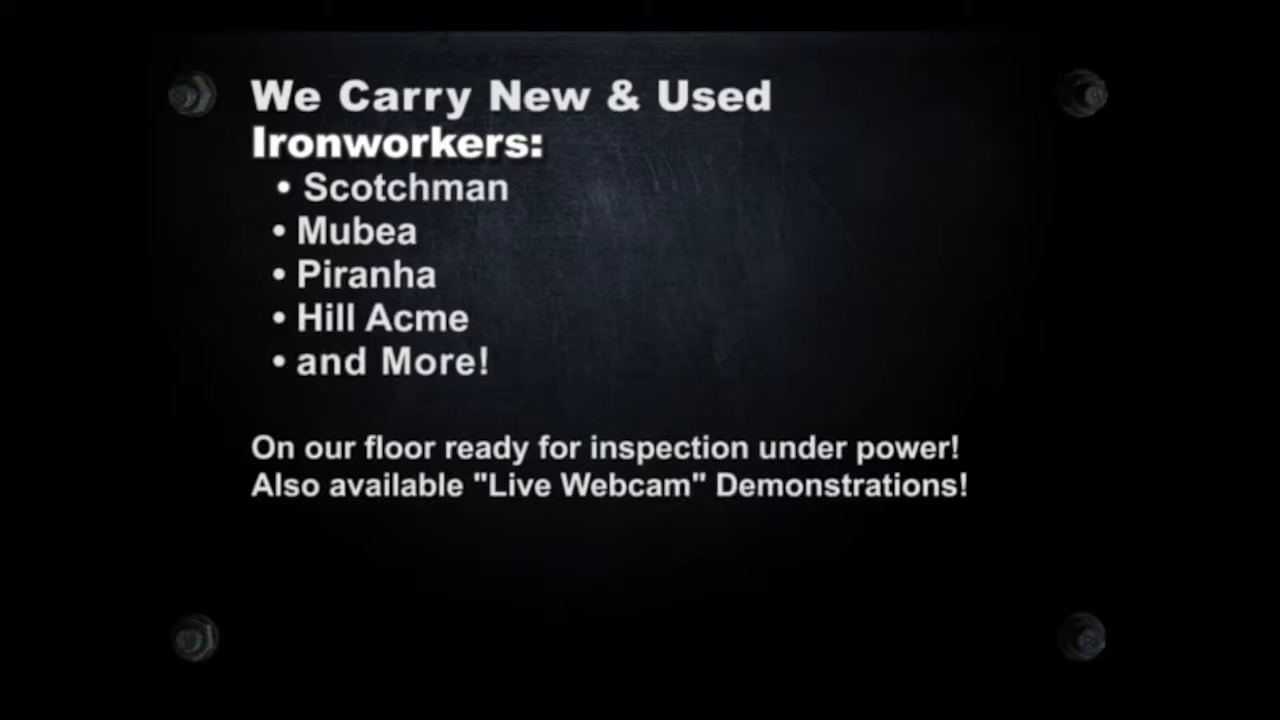 We Carry New & Used
Ironworkers:
• Scotchman
• Mubea
• Piranha
• Hill Acme
• and More!
On our floor ready for inspection under power!
Also available "Live Webcam" Demonstrations!